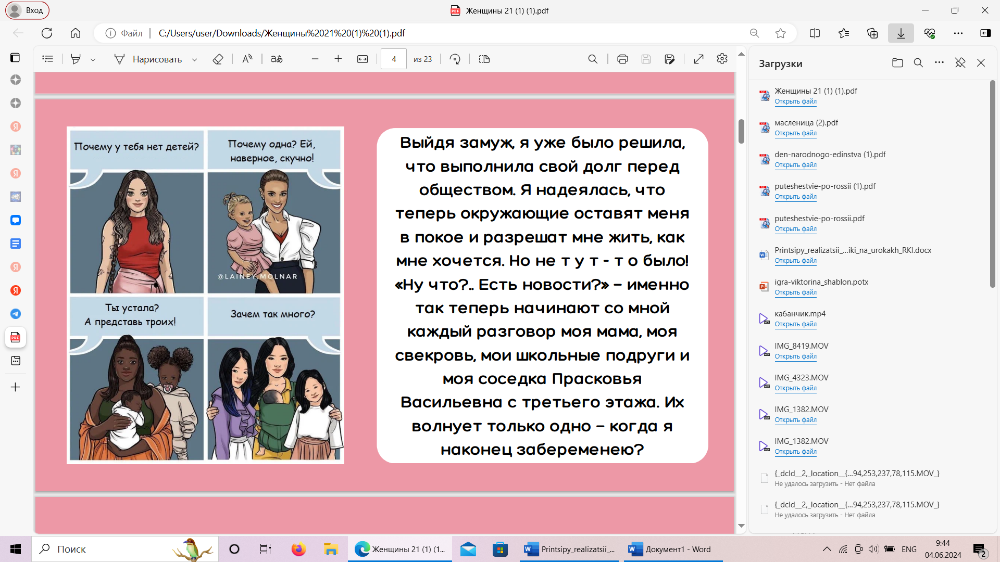 Вход
Женщины 21 (1) (1).pdf
Файл
C:/Users/user/Downloads/Женщины%2021%20(1)%20(1).pdf
Нарисовать
4
из 23
Почему у тебя нет детей?
Почему одна? Ей,
наверное, скучно!
@LAINEY.MOLNAR
Ты устала?
А представь троих!
Зачем так много?
Выйдя замуж, я уже было решила,
что выполнила свой долг перед
обществом. Я надеялась, что
теперь окружающие оставят меня
в покое и разрешат мне жить, как
мне хочется. Но не т у т - т о было!
«Ну что?.. Есть новости?» – именно
так теперь начинают со мной
каждый разговор моя мама, моя
свекровь, мои школьные подруги и
моя соседка Прасковья
Васильевна с третьего этажа. Их
волнует только одно – когда я
наконец забеременею?
Загрузки
Женщины 21 (1) (1).pdf
Открыть файл
масленица (2).pdf
Открыть файл
den-narodnogo-edinstva (1).pdf
Открыть файл
puteshestvie-po-rossii (1).pdf
Открыть файл
puteshestvie-po-rossii.pdf
Открыть файл
Printsipy_realizatsii_...iki_na_urokakh_RKI.docx
Открыть файл
igra-viktorina_shablon.potx
Открыть файл
кабанчик.mp4
Открыть файл
IMG_8419.MOV
Открыть файл
IMG_4323.MOV
Открыть файл
IMG_1382.MOV
Открыть файл
IMG_1382.MOV
Открыть файл
{_dcId__2,_location__{...94,253,237,78,115.MOV_}
Не удалось загрузить - Нет файла
{_dcId__2,_location__{...94,253,237,78,115.MOV_}
Не удалось загрузить - Нет файла
Поиск
Женщины 21 (1) (1...
Printsipy_realizatsii_...
Документ1 - Word
ENG
9:44
04.06.2024
2